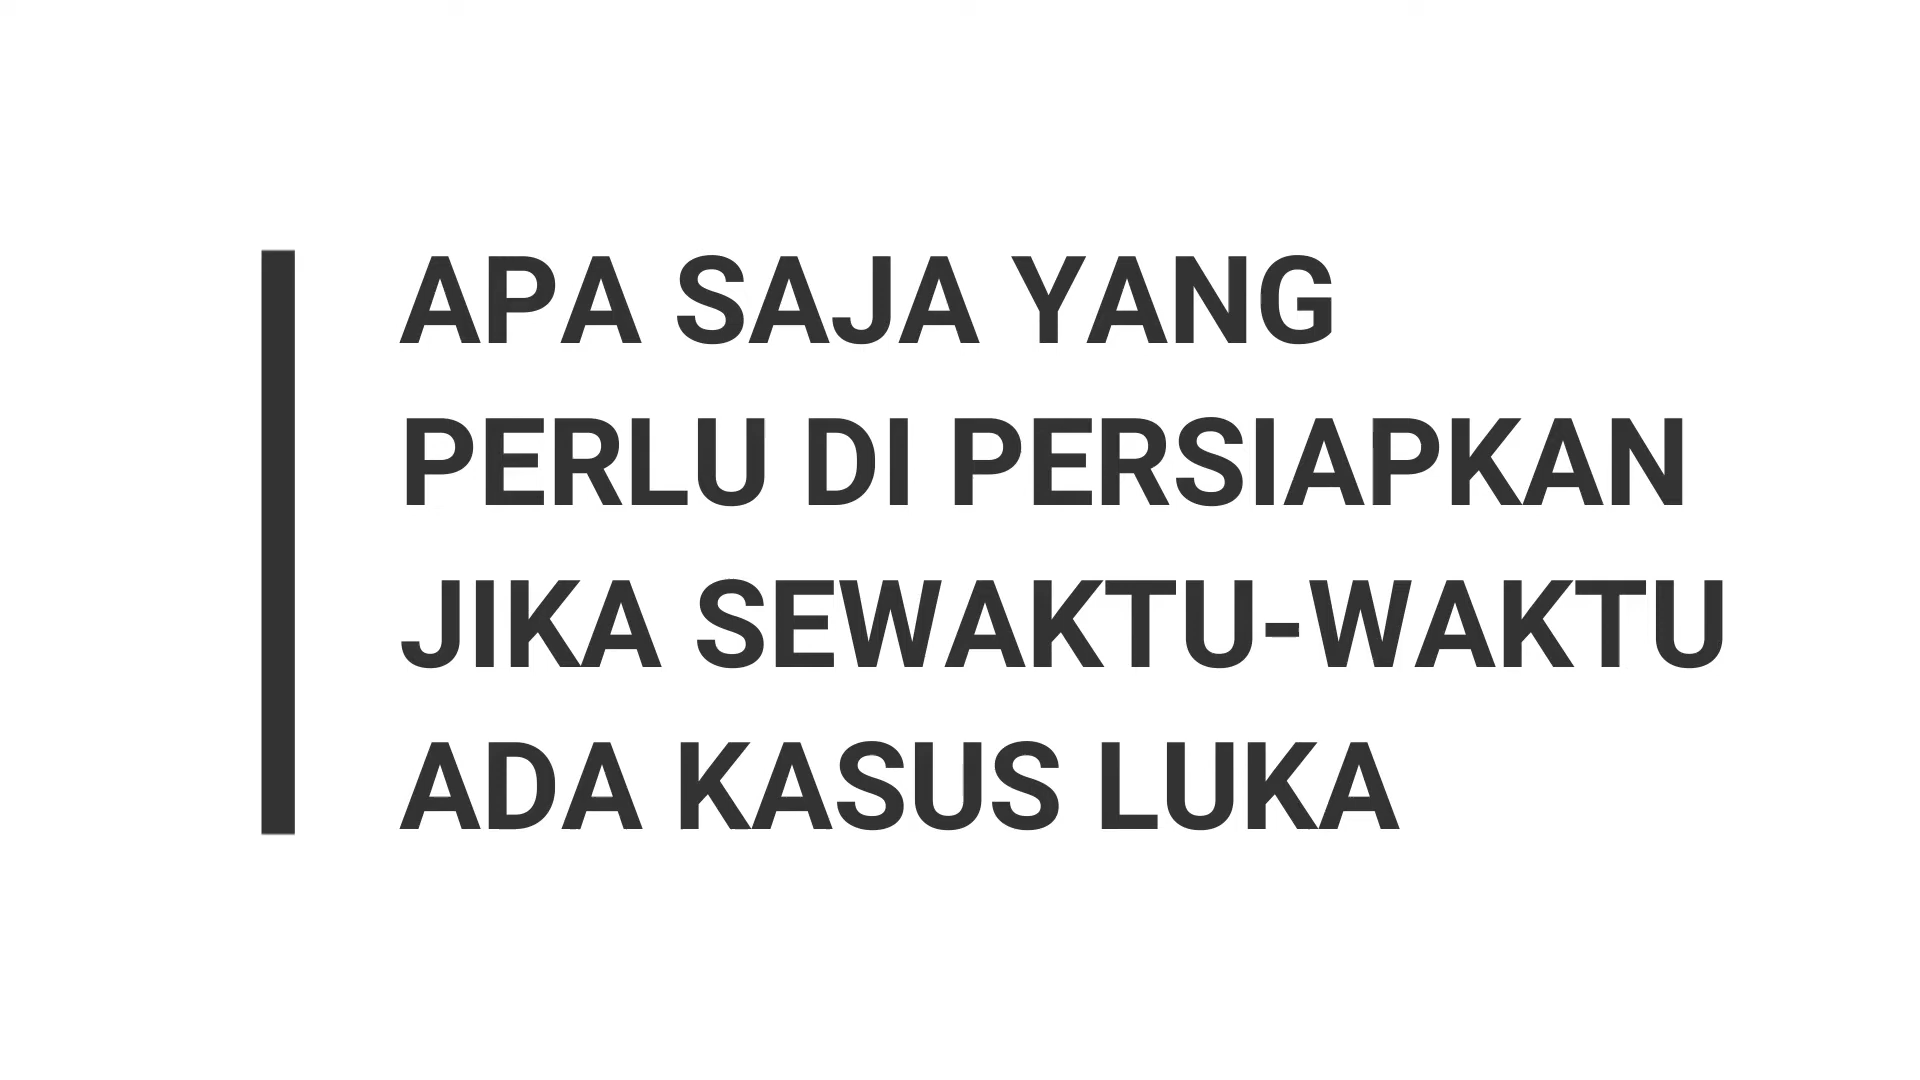 APA SAJA YANG
PERLU DI PERSIAPKAN
JIKA SEWAKTU-WAKTU
ADA KASUS LUKA